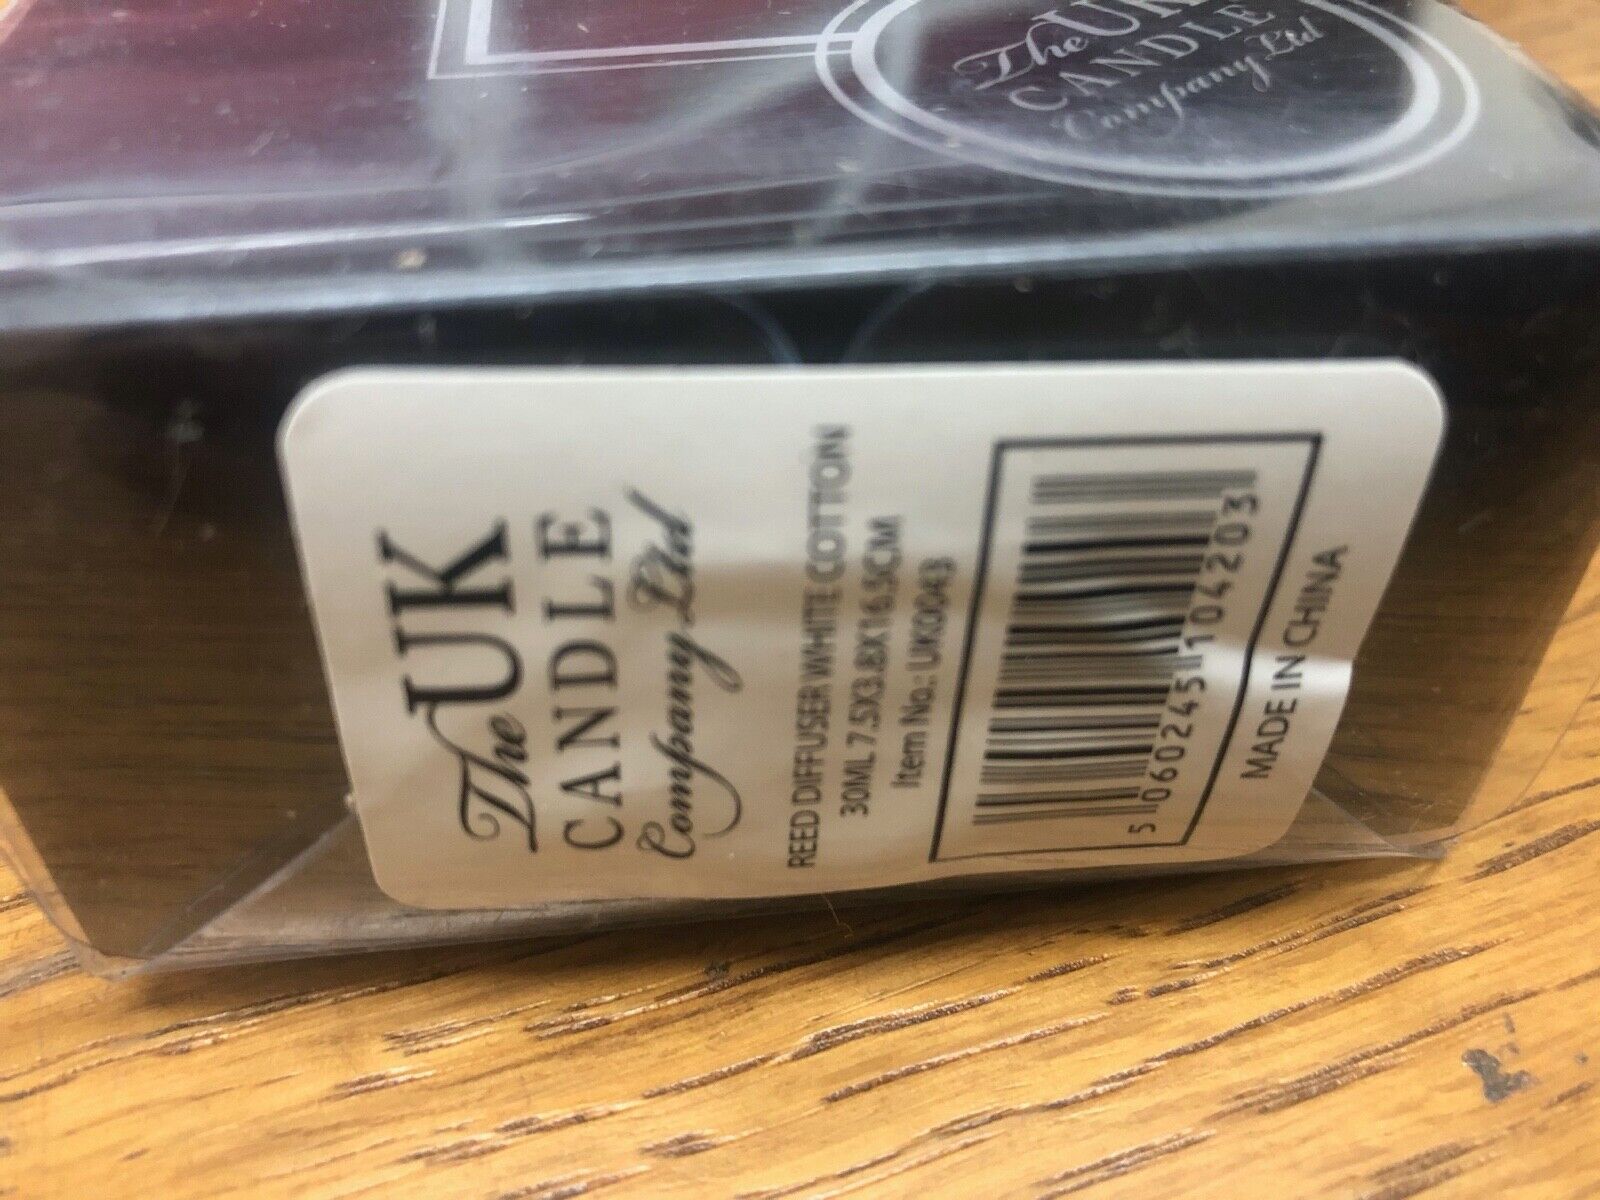 The UK
CANDLE
Company Ltd
The UK
CANDLE
Company Ltd
REED DIFFUSER WHITE COTTON
30ML 7.5X3.8X16.5CM
Item No.: UK0043
5 060245 104203
MADE IN CHINA